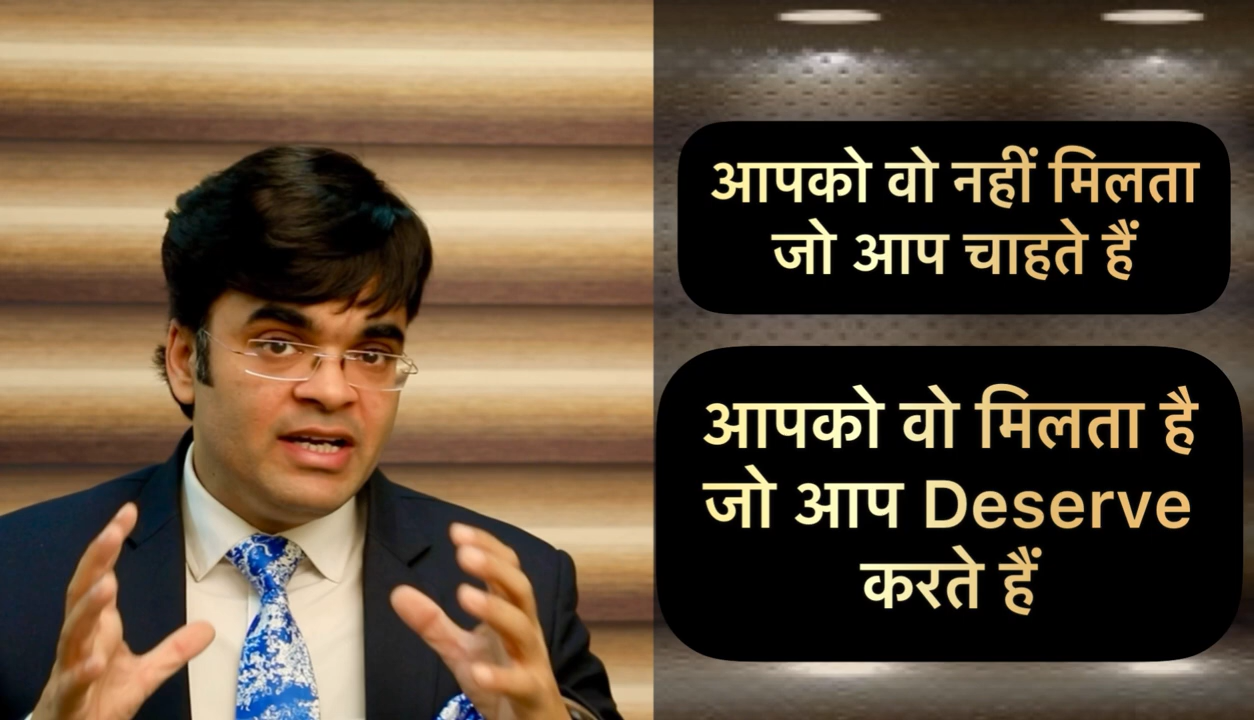 आपको वो नहीं मिलता
जो आप चाहते हैं
आपको वो मिलता है
जो आप Deserve
करते हैं